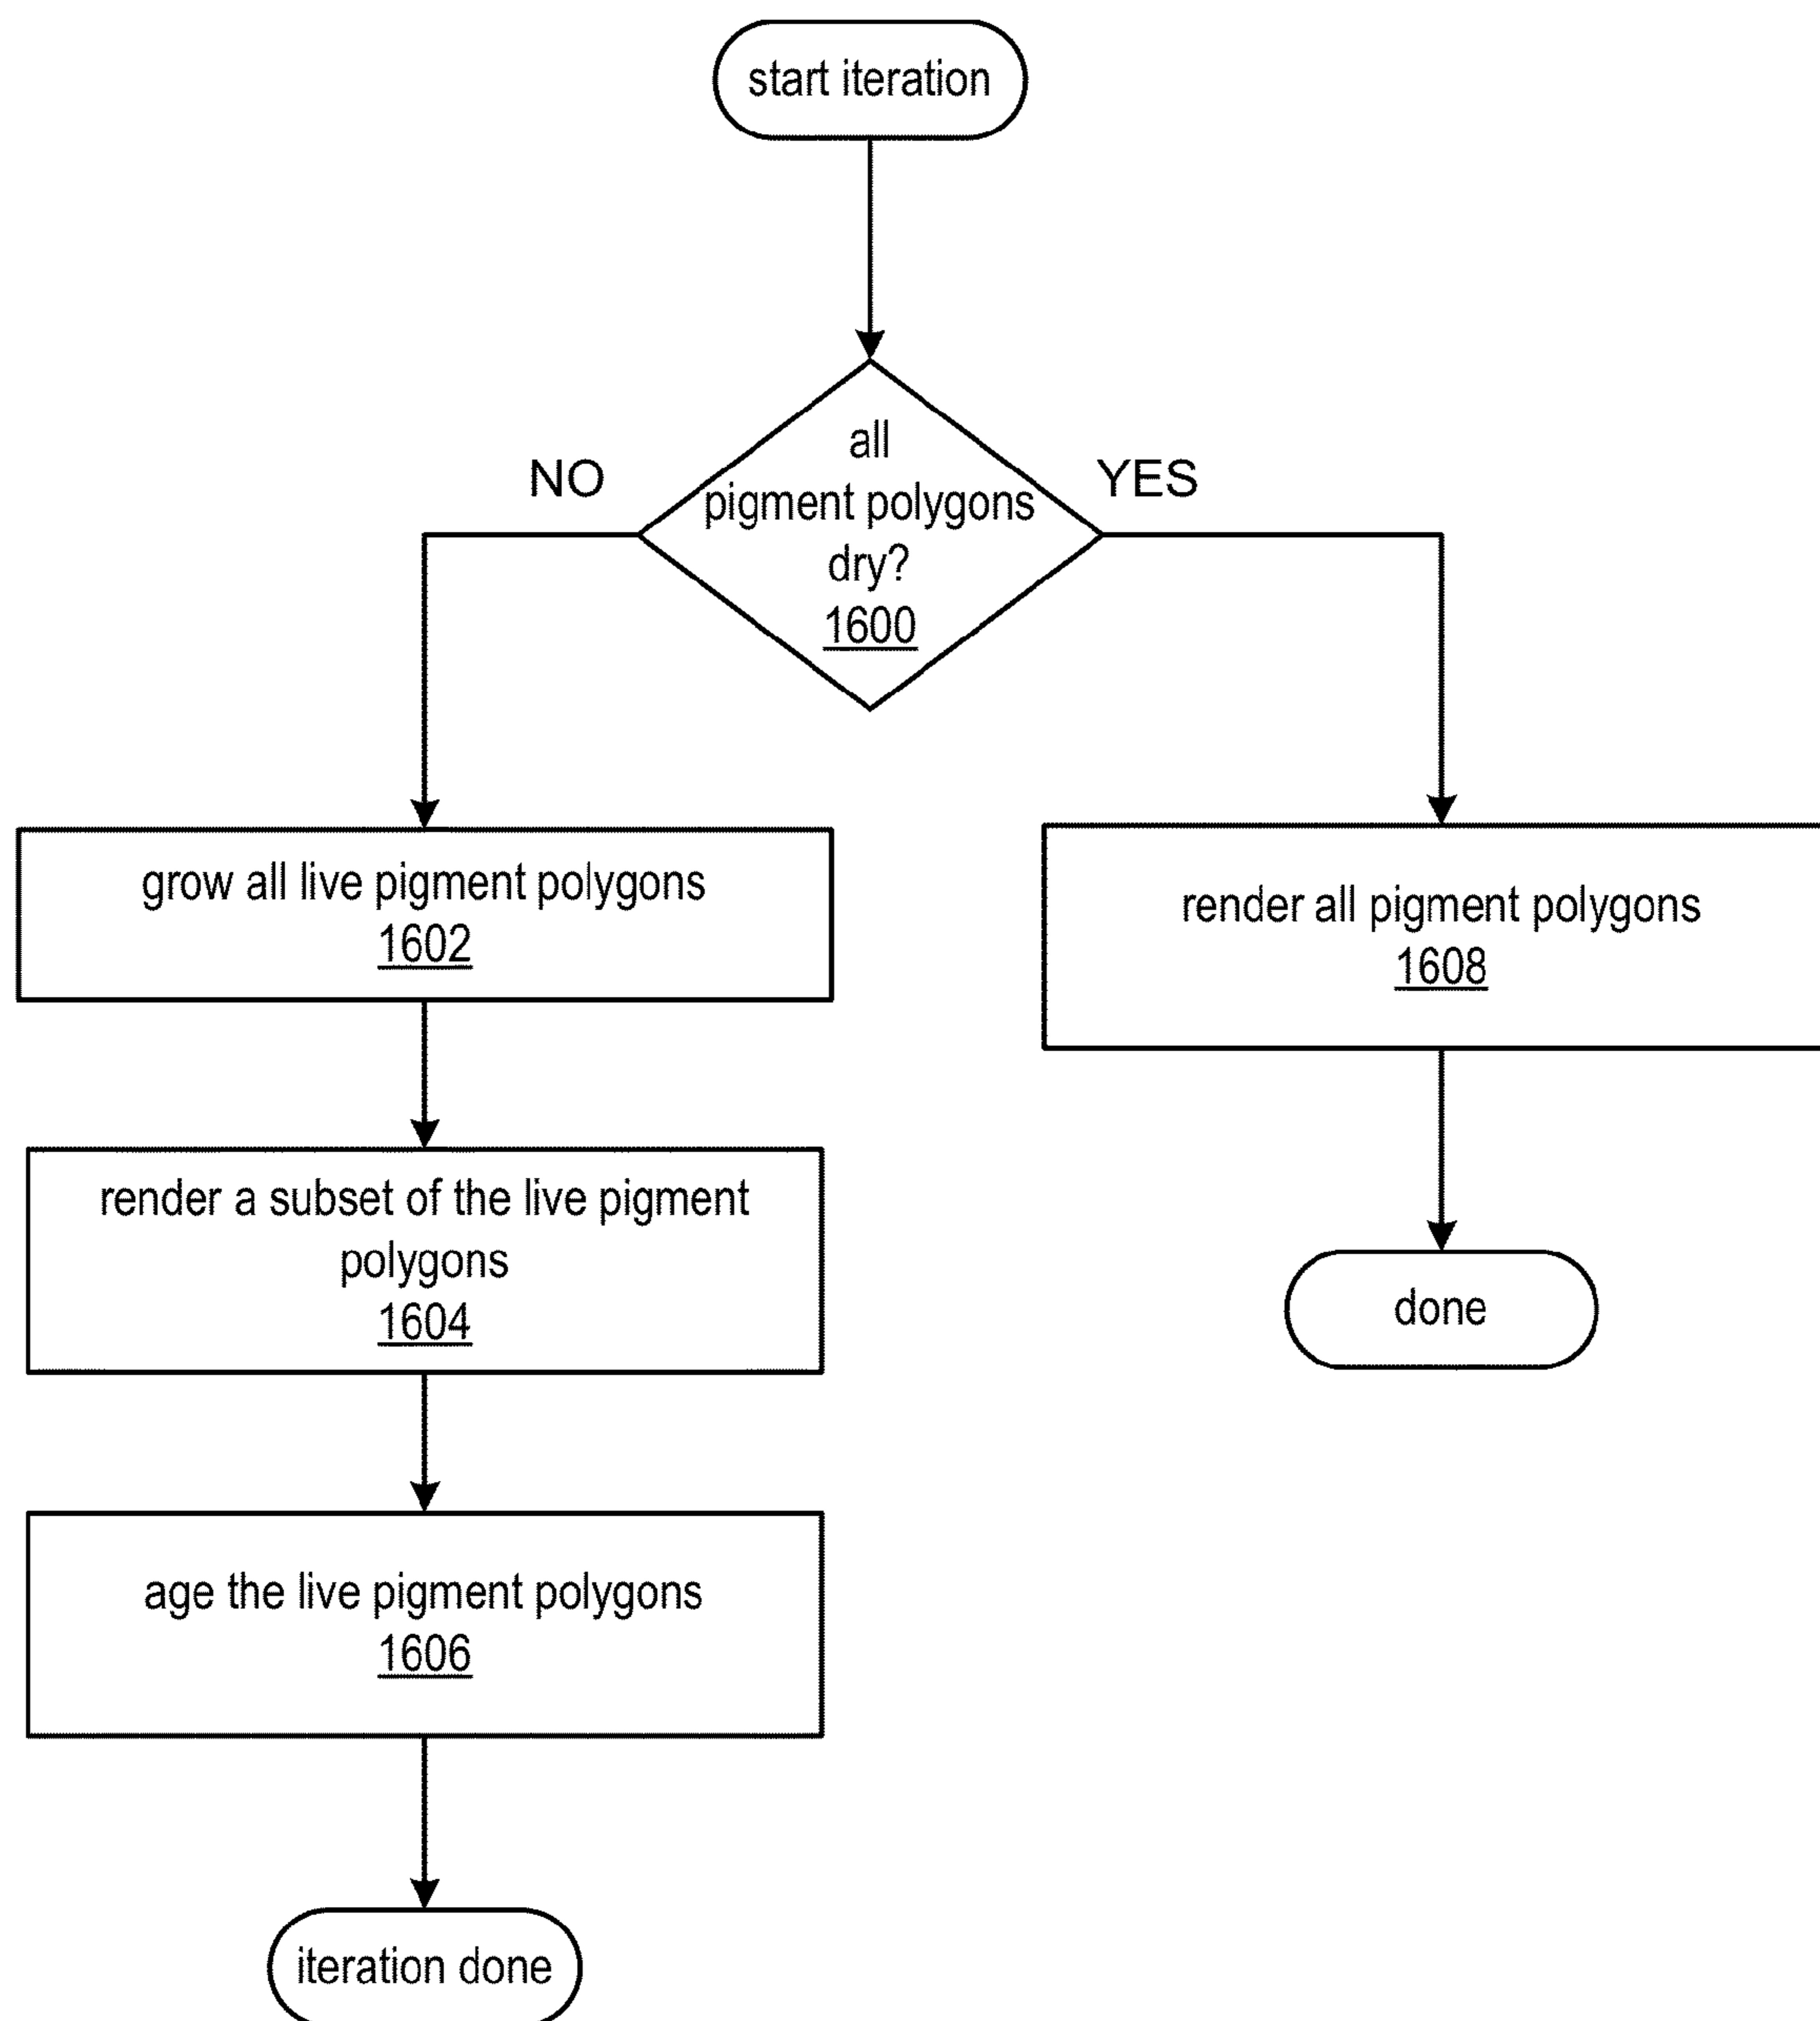 start iteration
all
pigment polygons
dry?
1600
NO
YES
grow all live pigment polygons
1602
render a subset of the live pigment
polygons
1604
age the live pigment polygons
1606
iteration done
render all pigment polygons
1608
done